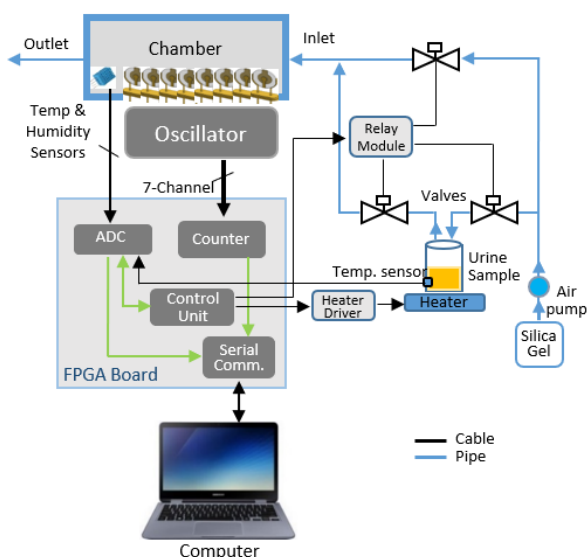 Outlet
Chamber
Inlet
Temp &
Humidity
Sensors
Oscillator
Relay
Module
7-Channel
Valves
ADC
Counter
Temp. sensor
Urine
Sample
Control
Unit
Heater
Driver
Heater
Air
pump
Silica
Gel
Serial
Comm.
FPGA Board
Cable
Pipe
Computer